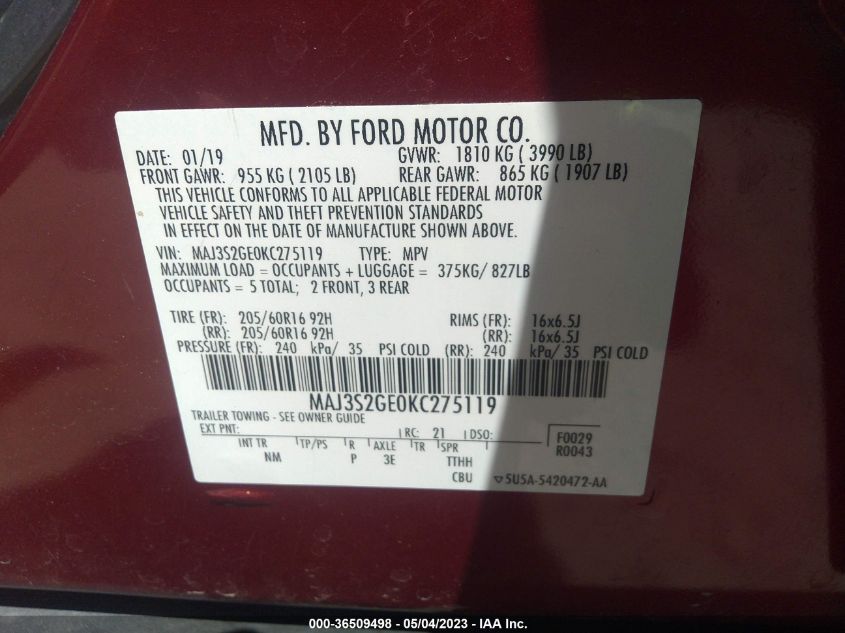 MFD. BY FORD MOTOR CO.
DATE: 01/19 GVWR: 1810 KG ( 3990 LB)
FRONT GAWR: 955 KG ( 2105 LB) REAR GAWR: 865 KG ( 1907 LB)
THIS VEHICLE CONFORMS TO ALL APPLICABLE FEDERAL MOTOR
VEHICLE SAFETY AND THEFT PREVENTION STANDARDS
IN EFFECT ON THE DATE OF MANUFACTURE SHOWN ABOVE.
VIN: MAJ3S2GE0KC275119 TYPE: MPV
MAXIMUM LOAD = OCCUPANTS + LUGGAGE = 375KG/ 827LB
OCCUPANTS = 5 TOTAL; 2 FRONT, 3 REAR
TIRE (FR): 205/60R16 92H RIMS (FR): 16x6.5J
(RR): 205/60R16 92H (RR): 16x6.5J
PRESSURE (FR): 240 kPa/ 35 PSI COLD (RR): 240 kPa/ 35 PSI COLD
MAJ3S2GE0KC275119
TRAILER TOWING - SEE OWNER GUIDE
EXT PNT: RC: 21 DSO: F0029
INT TR TP/PS R AXLE TR SPR R0043
NM P 3E TTHH
CBU 5U5A-5420472-AA
000-36509498 - 05/04/2023 - IAA Inc.